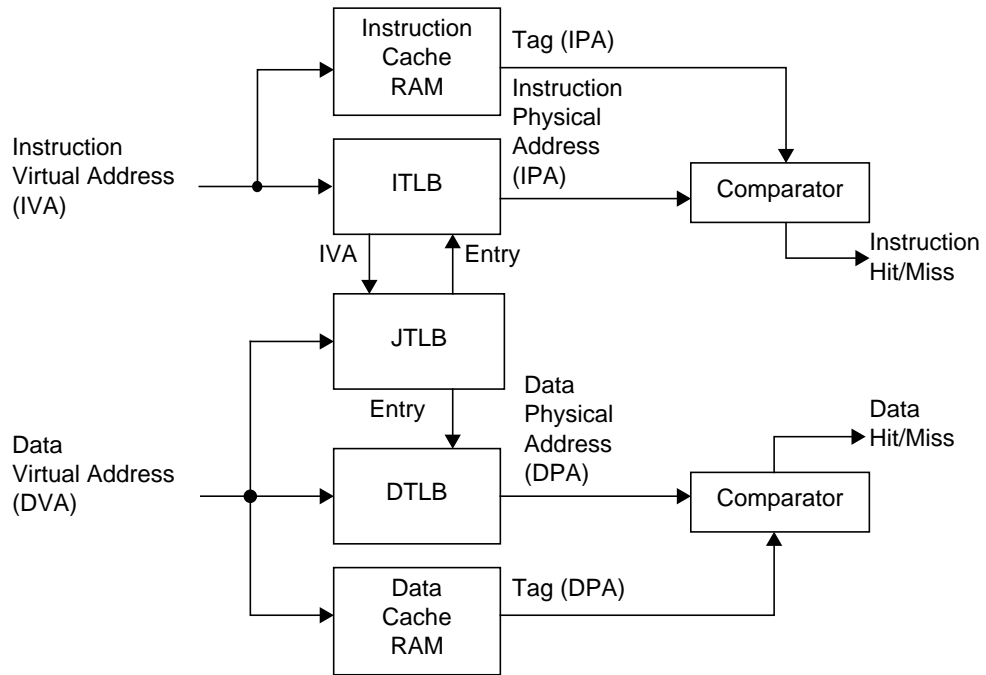 Instruction
Cache
RAM
Tag (IPA)
Instruction
Physical
Address
(IPA)
Instruction
Virtual Address
(IVA)
ITLB
Comparator
IVA
Entry
Instruction
Hit/Miss
JTLB
Entry
Data
Physical
Address
(DPA)
Data
Hit/Miss
Data
Virtual Address
(DVA)
DTLB
Comparator
Data
Cache
RAM
Tag (DPA)